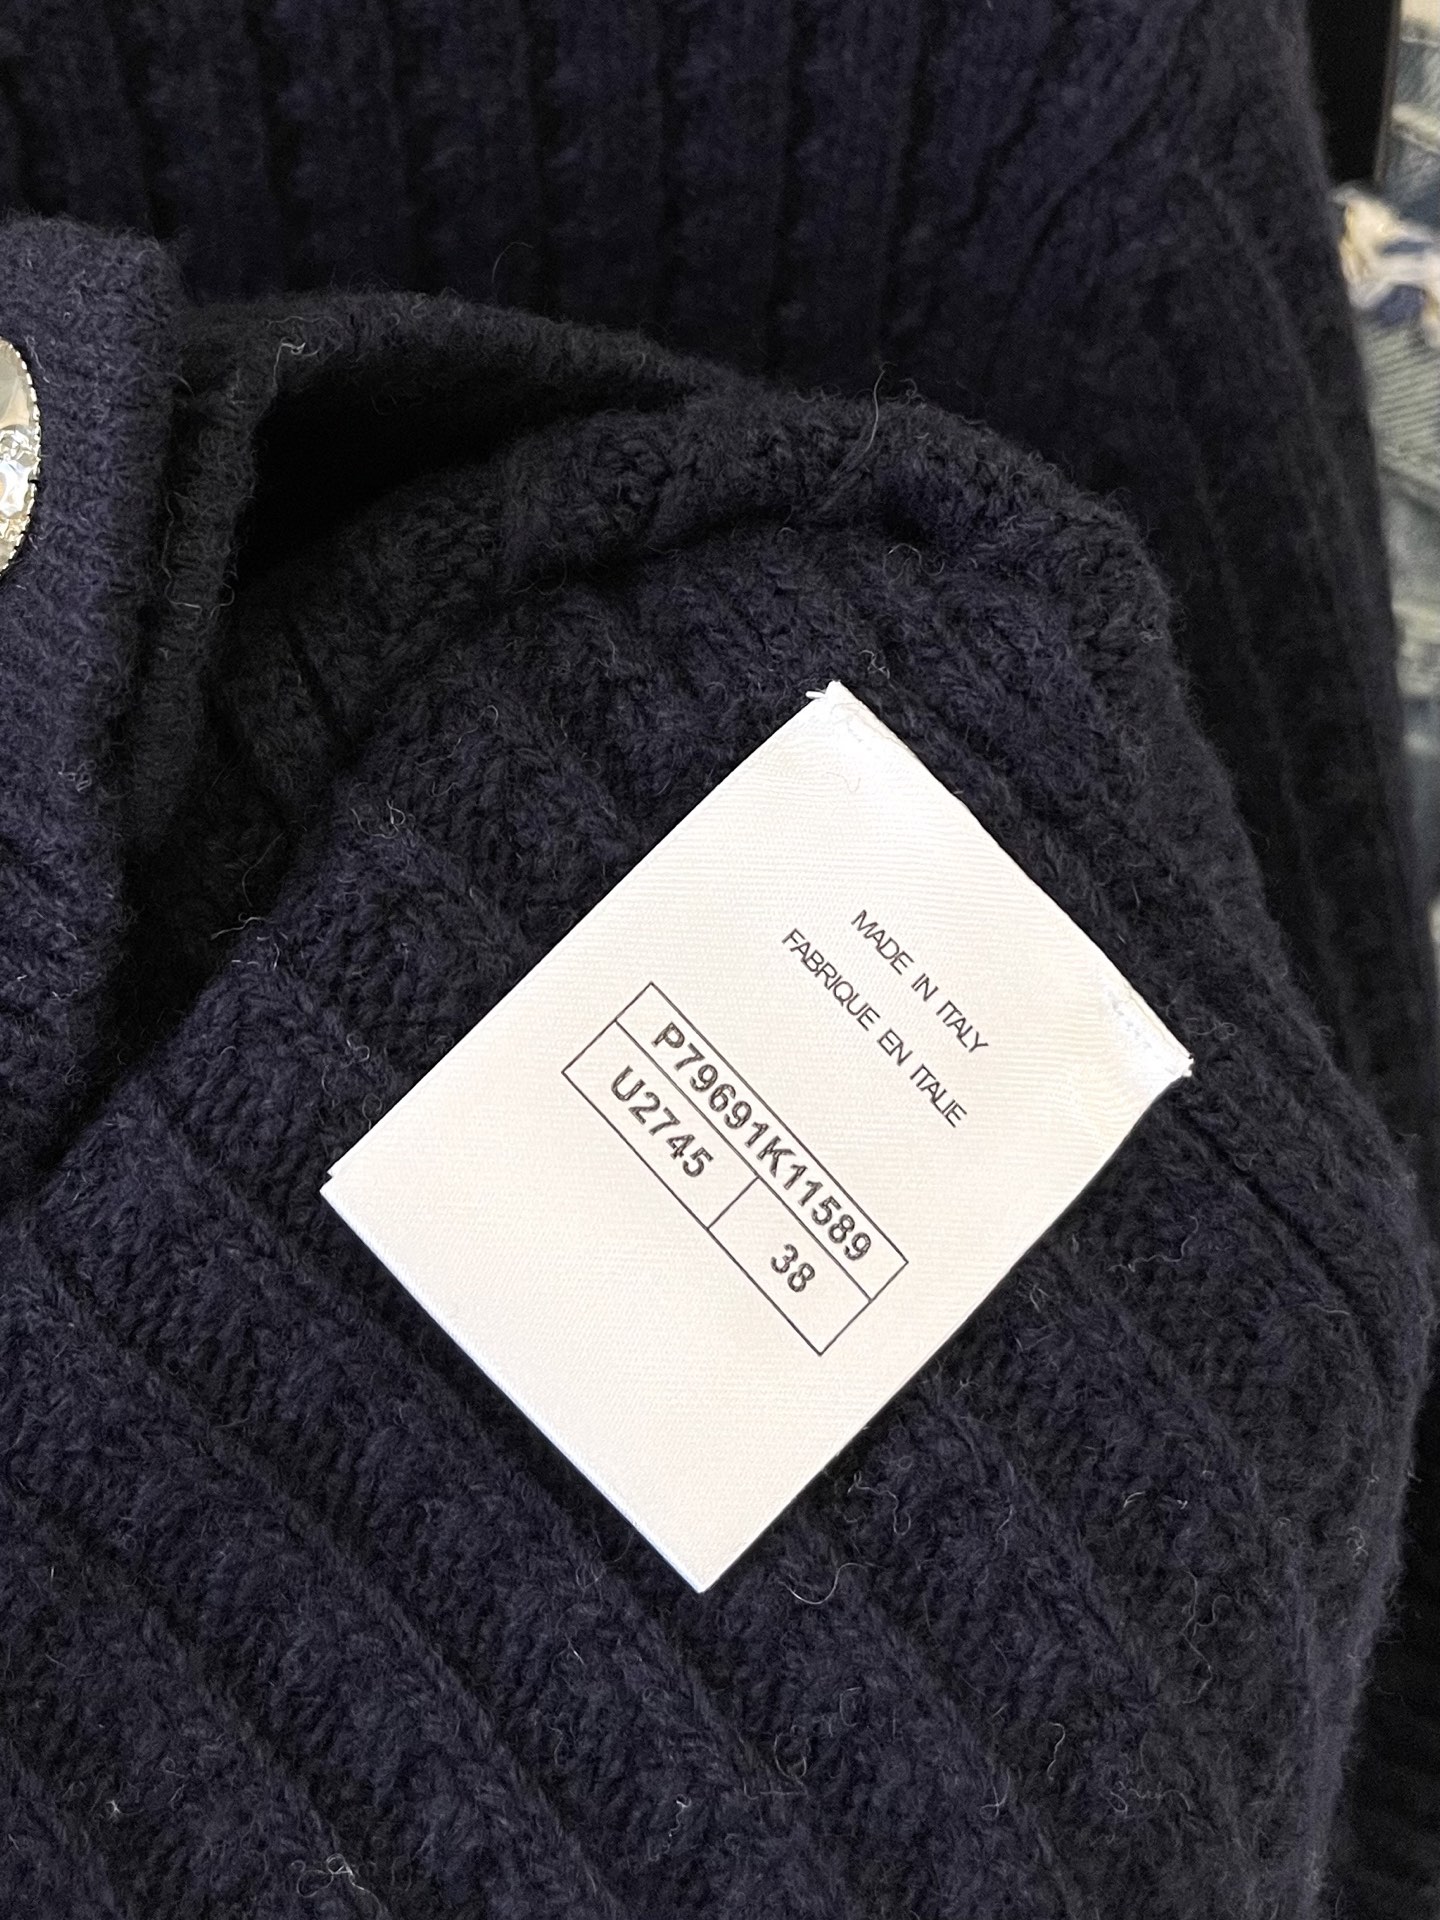 MADE IN ITALY
FABRIQUE EN ITALIE
P79691K11589
U2745 38